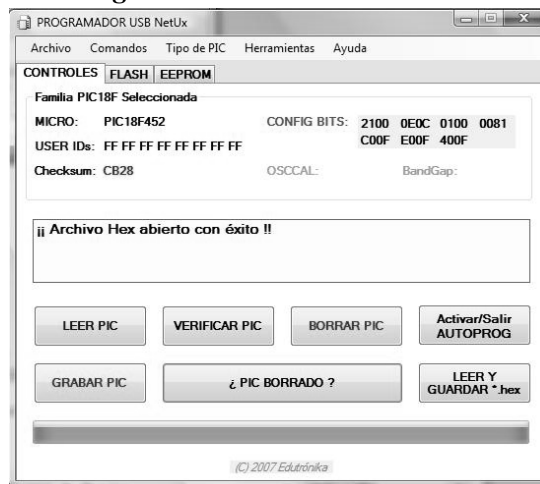 PROGRAMADOR USB NetUx
Archivo Comandos Tipo de PIC Herramientas Ayuda
CONTROLES FLASH EEPROM
Familia PIC18F Seleccionada
MICRO: PIC18F452 CONFIG BITS: 2100 0E0C 0100 0081
USER IDs: FF FF FF FF FF FF FF FF C00F E00F 400F
Checksum: CB28 OSCCAL: BandGap:
¡¡ Archivo Hex abierto con éxito !!
LEER PIC VERIFICAR PIC BORRAR PIC Activar/Salir AUTOPROG
GRABAR PIC ¿ PIC BORRADO ? LEER Y GUARDAR *.hex
(C) 2007 Edutrónika